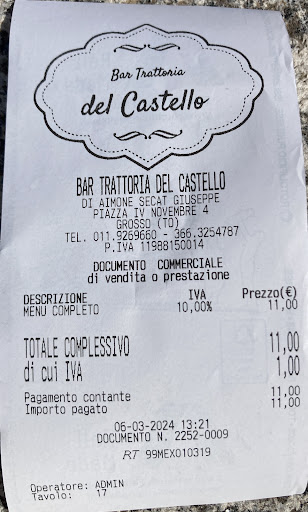 Bar Trattoria
del Castello
BAR TRATTORIA DEL CASTELLO
DI AIMONE SECAT GIUSEPPE
PIAZZA IV NOVEMBRE 4
GROSSO (TO)
TEL. 011.9269660 - 366.3254787
P.IVA 11988150014
DOCUMENTO COMMERCIALE
di vendita o prestazione
DESCRIZIONE IVA Prezzo(€)
MENU COMPLETO 10,00% 11,00
TOTALE COMPLESSIVO 11,00
di cui IVA 1,00
Pagamento contante 11,00
Importo pagato 11,00
06-03-2024 13:21
DOCUMENTO N. 2252-0009
RT 99MEX010319
Operatore: ADMIN
Tavolo: 17